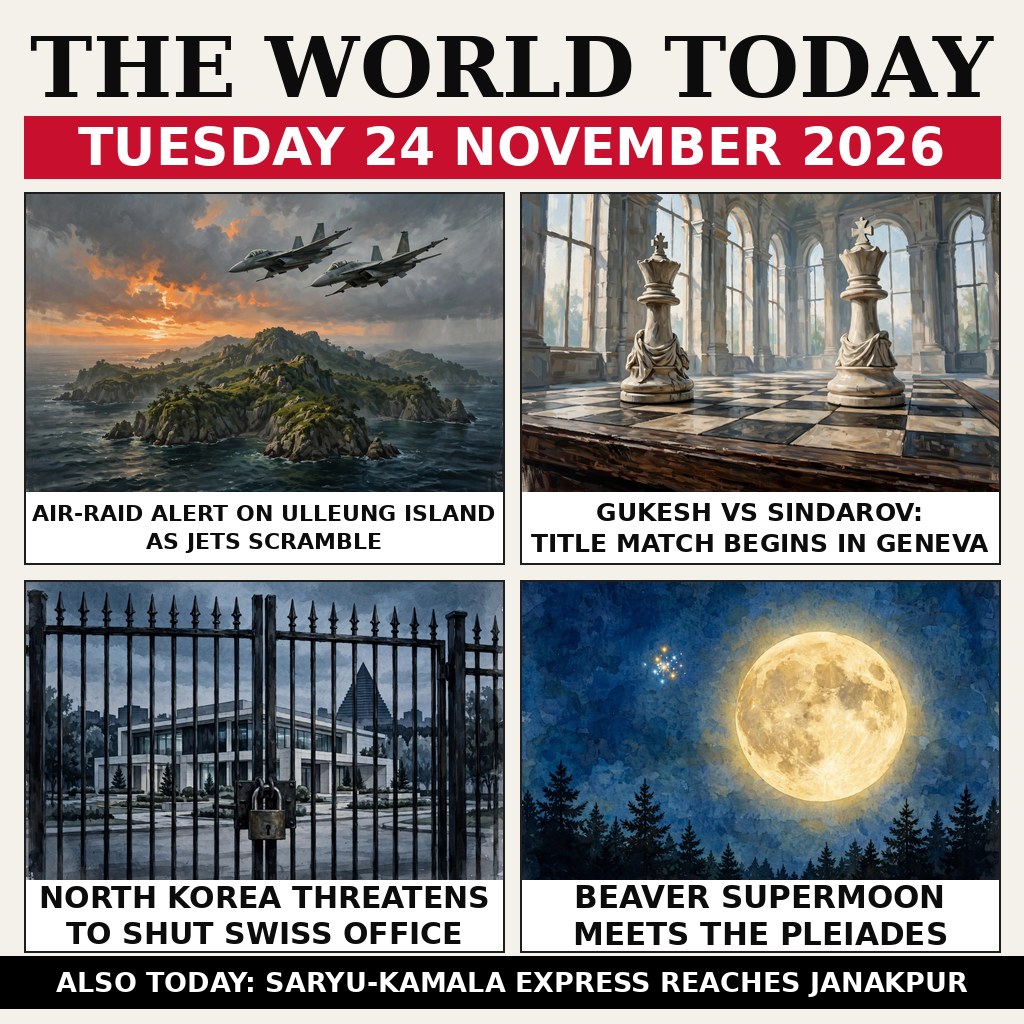 THE WORLD TODAY
TUESDAY 24 NOVEMBER 2026
AIR-RAID ALERT ON ULLEUNG ISLAND
AS JETS SCRAMBLE
GUKESH VS SINDAROV:
TITLE MATCH BEGINS IN GENEVA
NORTH KOREA THREATENS
TO SHUT SWISS OFFICE
BEAVER SUPERMOON
MEETS THE PLEIADES
ALSO TODAY: SARYU-KAMALA EXPRESS REACHES JANAKPUR